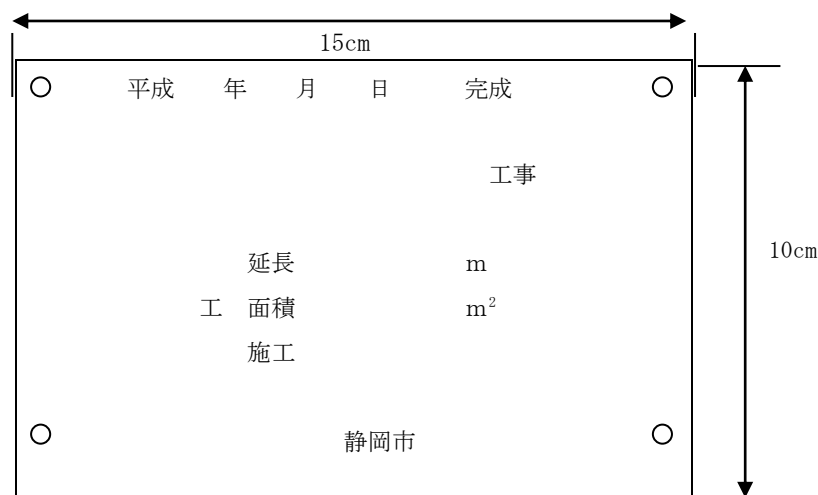 15cm
平成　　年　　月　　日　　　完成
工事
10cm
延長　　　　　　　m
工　面積　　　　　　　m²
施工
静岡市